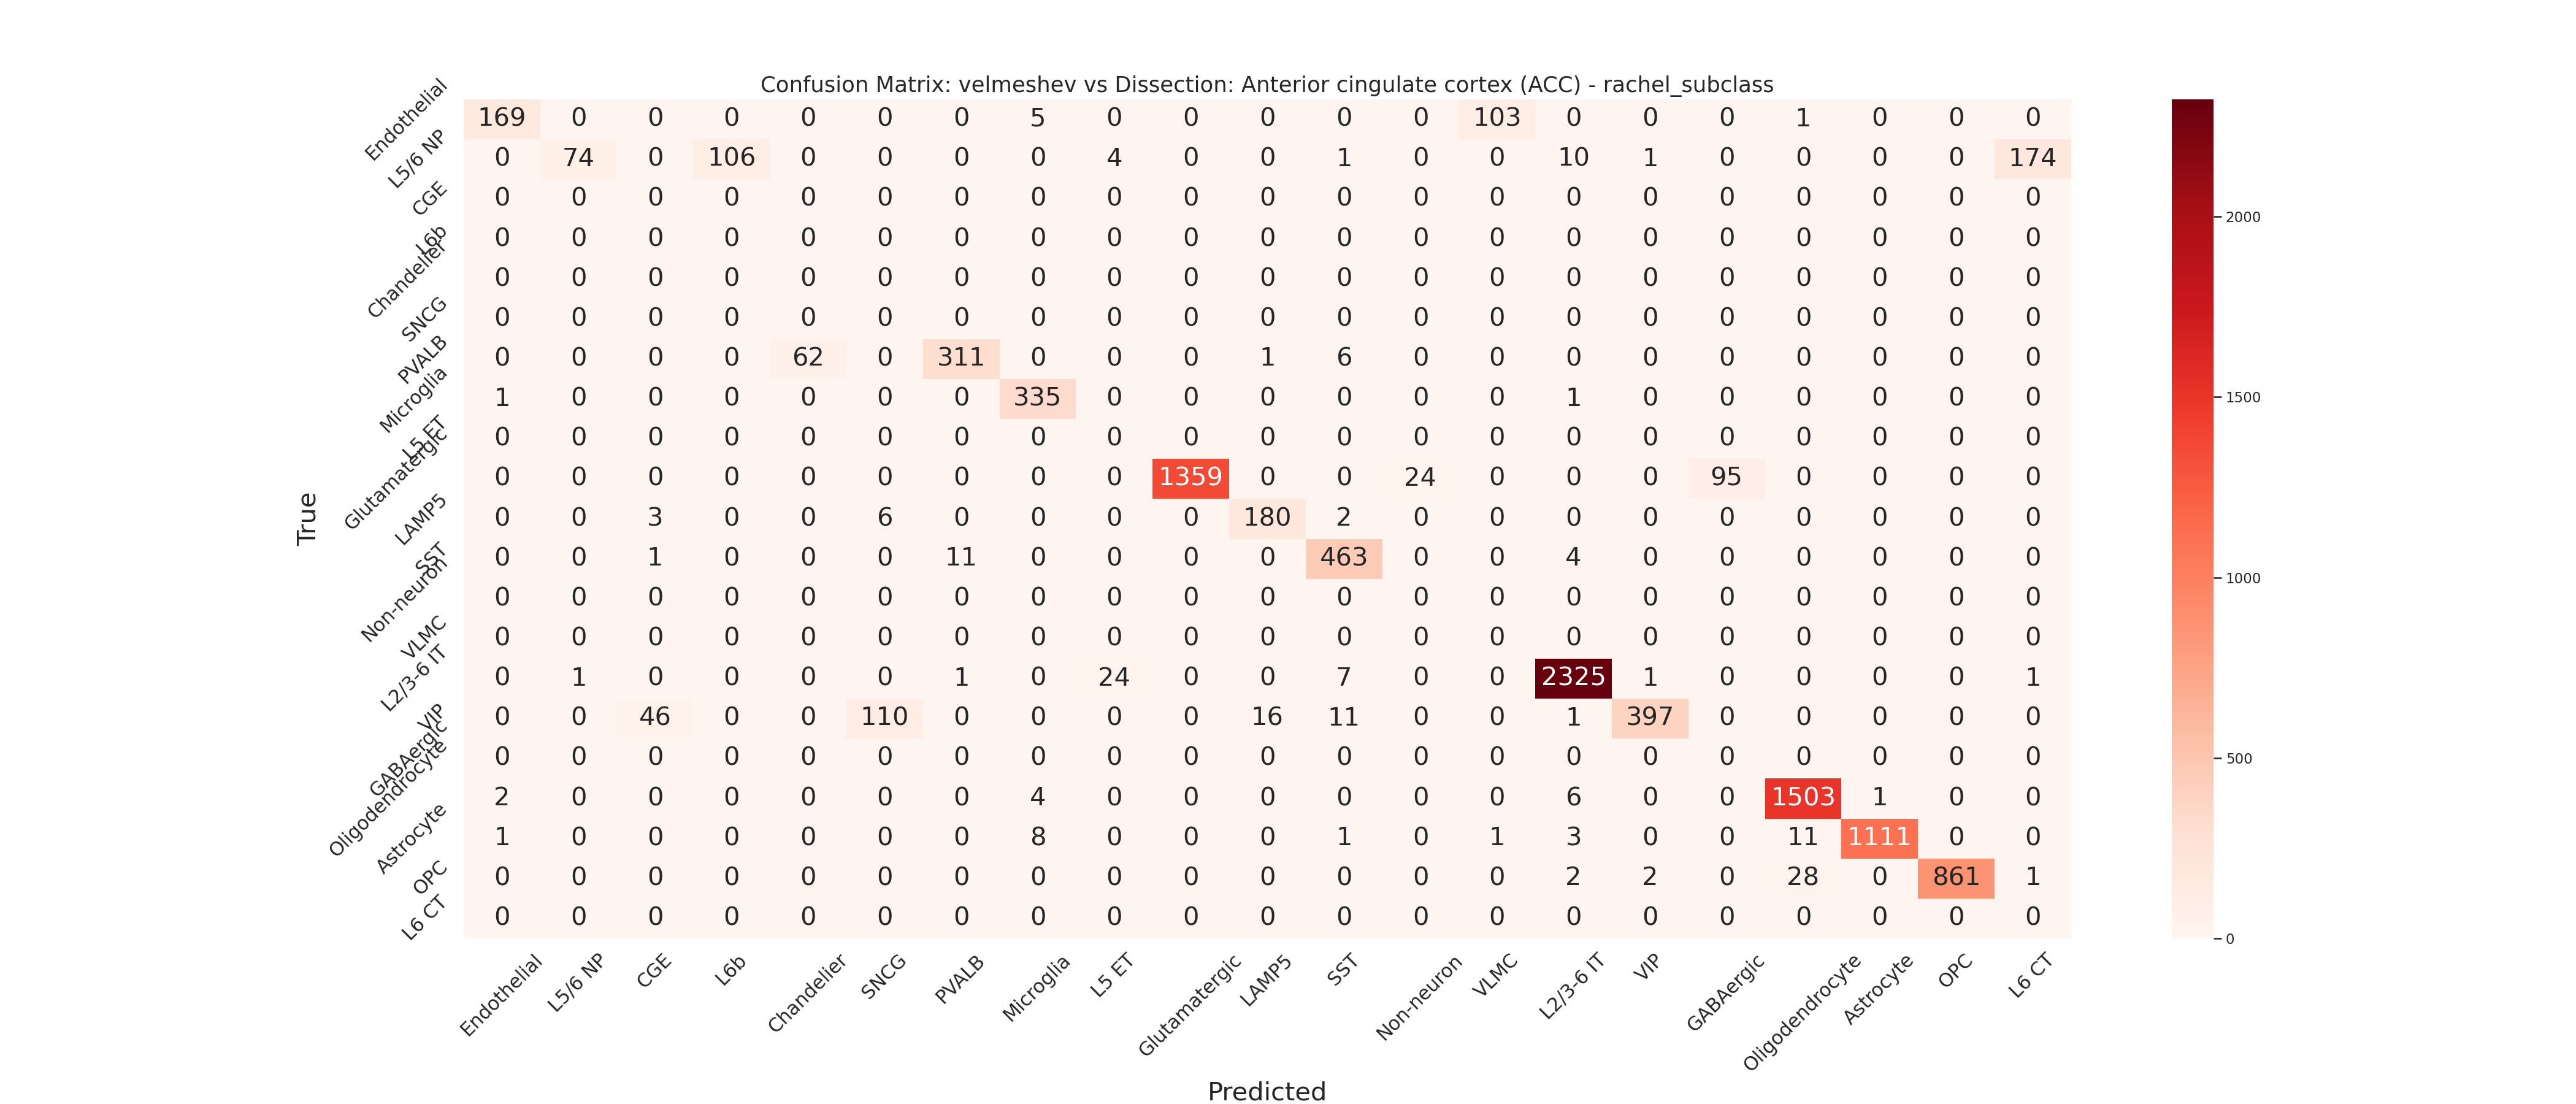 Confusion Matrix: velmeshev vs Dissection: Anterior cingulate cortex (ACC) - rachel_subclass
True
Endothelial 169 0 0 0 0 0 0 5 0 0 0 0 0 103 0 0 0 1 0 0 0
L5/6 NP 0 74 0 106 0 0 0 0 4 0 0 1 0 0 10 1 0 0 0 0 174
CGE 0 0 0 0 0 0 0 0 0 0 0 0 0 0 0 0 0 0 0 0 0
L6b 0 0 0 0 0 0 0 0 0 0 0 0 0 0 0 0 0 0 0 0 0
Chandelier 0 0 0 0 0 0 0 0 0 0 0 0 0 0 0 0 0 0 0 0 0
SNCG 0 0 0 0 0 0 0 0 0 0 0 0 0 0 0 0 0 0 0 0 0
PVALB 0 0 0 0 62 0 311 0 0 0 1 6 0 0 0 0 0 0 0 0 0
Microglia 1 0 0 0 0 0 0 335 0 0 0 0 0 0 1 0 0 0 0 0 0
L5 ET 0 0 0 0 0 0 0 0 0 0 0 0 0 0 0 0 0 0 0 0 0
Glutamatergic 0 0 0 0 0 0 0 0 0 1359 0 0 24 0 0 0 95 0 0 0 0
LAMP5 0 0 3 0 0 6 0 0 0 0 180 2 0 0 0 0 0 0 0 0 0
SST 0 0 1 0 0 0 11 0 0 0 0 463 0 0 4 0 0 0 0 0 0
Non-neuron 0 0 0 0 0 0 0 0 0 0 0 0 0 0 0 0 0 0 0 0 0
VLMC 0 0 0 0 0 0 0 0 0 0 0 0 0 0 0 0 0 0 0 0 0
L2/3-6 IT 0 1 0 0 0 0 1 0 24 0 0 7 0 0 2325 1 0 0 0 0 1
VIP 0 0 46 0 0 110 0 0 0 0 16 11 0 0 1 397 0 0 0 0 0
GABAergic 0 0 0 0 0 0 0 0 0 0 0 0 0 0 0 0 0 0 0 0 0
Oligodendrocyte 2 0 0 0 0 0 0 4 0 0 0 0 0 0 6 0 0 1503 1 0 0
Astrocyte 1 0 0 0 0 0 0 8 0 0 0 1 0 1 3 0 0 11 1111 0 0
OPC 0 0 0 0 0 0 0 0 0 0 0 0 0 0 2 2 0 28 0 861 1
L6 CT 0 0 0 0 0 0 0 0 0 0 0 0 0 0 0 0 0 0 0 0 0
Endothelial L5/6 NP CGE L6b Chandelier SNCG PVALB Microglia L5 ET Glutamatergic LAMP5 SST Non-neuron VLMC L2/3-6 IT VIP GABAergic Oligodendrocyte Astrocyte OPC L6 CT
Predicted
2000
1500
1000
500
0